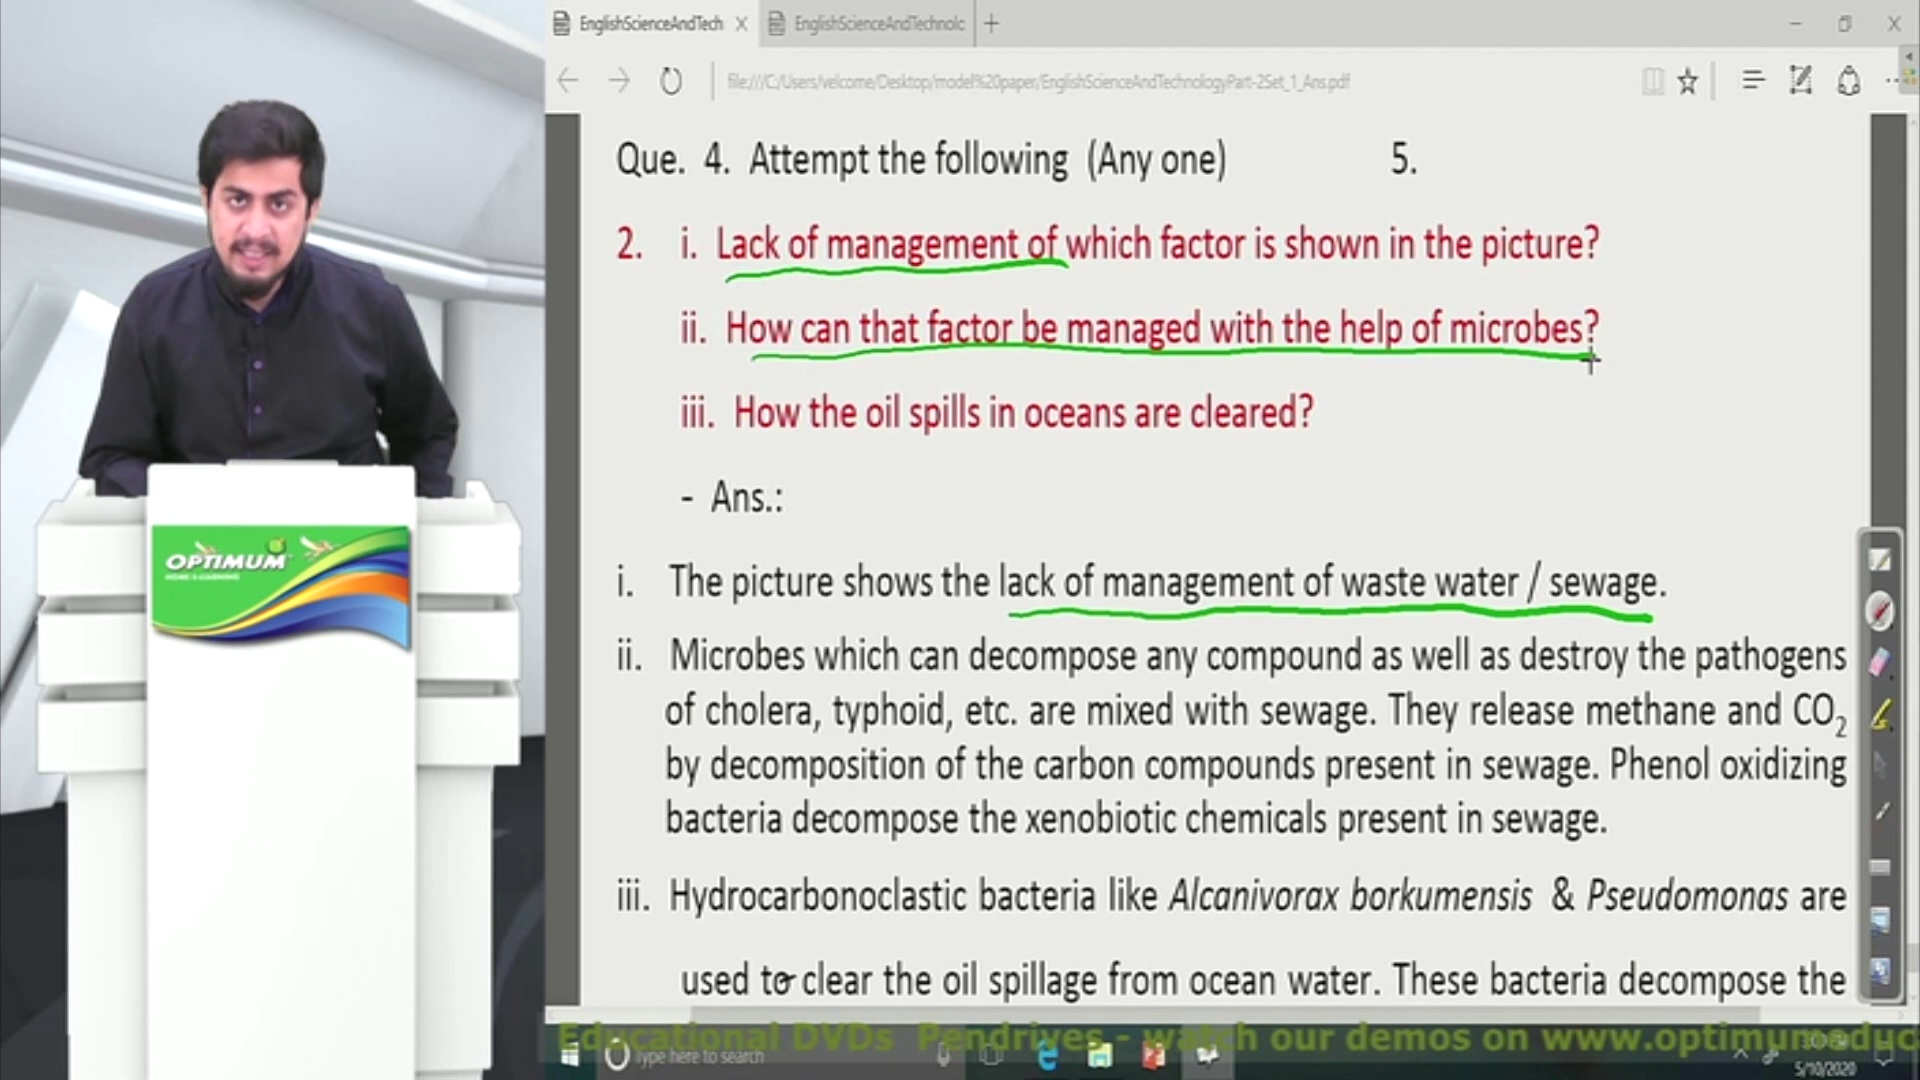 EnglishScienceAndTech
EnglishScienceAndTechnolc
file:///C:/Users/velcome/Desktop/model%20paper/EnglishScienceAndTechnologyPart-2Set_1_Ans.pdf
Que. 4. Attempt the following (Any one) 5.
2. i. Lack of management of which factor is shown in the picture?
ii. How can that factor be managed with the help of microbes?
iii. How the oil spills in oceans are cleared?
- Ans.:
OPTIMUM
HOME E-LEARNING
i. The picture shows the lack of management of waste water / sewage.
ii. Microbes which can decompose any compound as well as destroy the pathogens
of cholera, typhoid, etc. are mixed with sewage. They release methane and CO2
by decomposition of the carbon compounds present in sewage. Phenol oxidizing
bacteria decompose the xenobiotic chemicals present in sewage.
iii. Hydrocarbonoclastic bacteria like Alcanivorax borkumensis & Pseudomonas are
used to clear the oil spillage from ocean water. These bacteria decompose the
Educational DVDs Pendrives - watch our demos on www.optimumeduc
Type here to search
5/10/2020